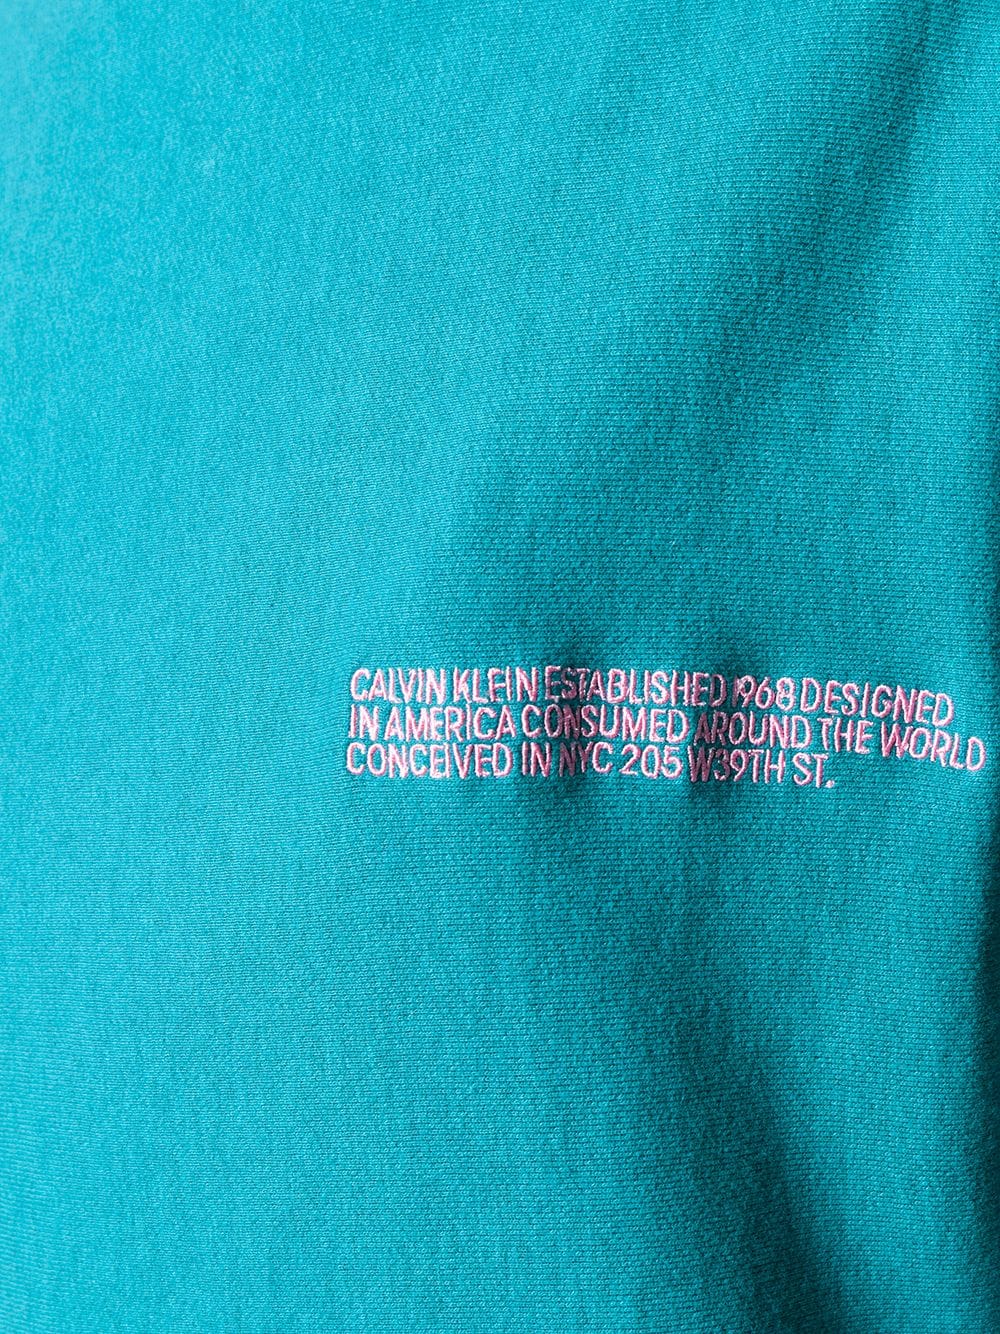 CALVIN KLEIN ESTABLISHED 1968 DESIGNED
IN AMERICA CONSUMED AROUND THE WORLD
CONCEIVED IN NYC 205 W39TH ST.